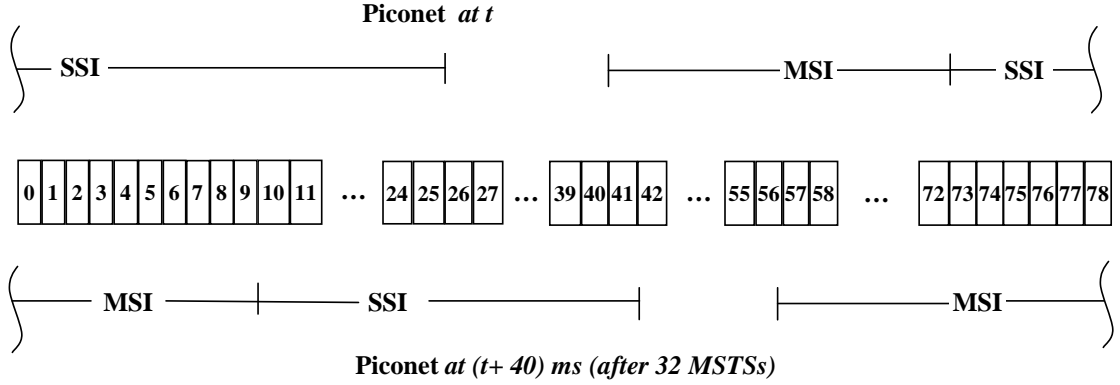 Piconet at t
SSI MSI SSI
0 1 2 3 4 5 6 7 8 9 10 11 ... 24 25 26 27 ... 39 40 41 42 ... 55 56 57 58 ... 72 73 74 75 76 77 78
MSI SSI MSI
Piconet at (t+ 40) ms (after 32 MSTSs)